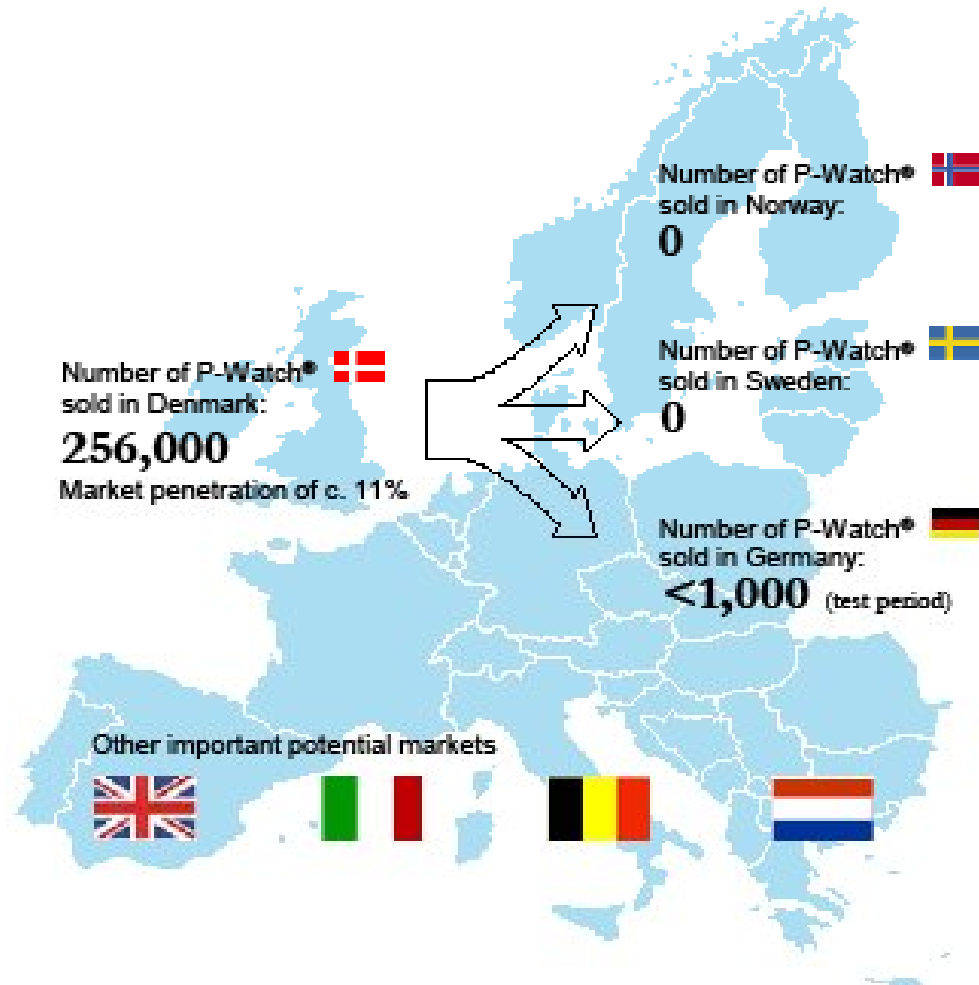 Number of P-Watch®
sold in Norway:
0
Number of P-Watch®
sold in Denmark:
256,000
Market penetration of c. 11%
Number of P-Watch®
sold in Sweden:
0
Number of P-Watch®
sold in Germany:
<1,000 (test period)
Other important potential markets